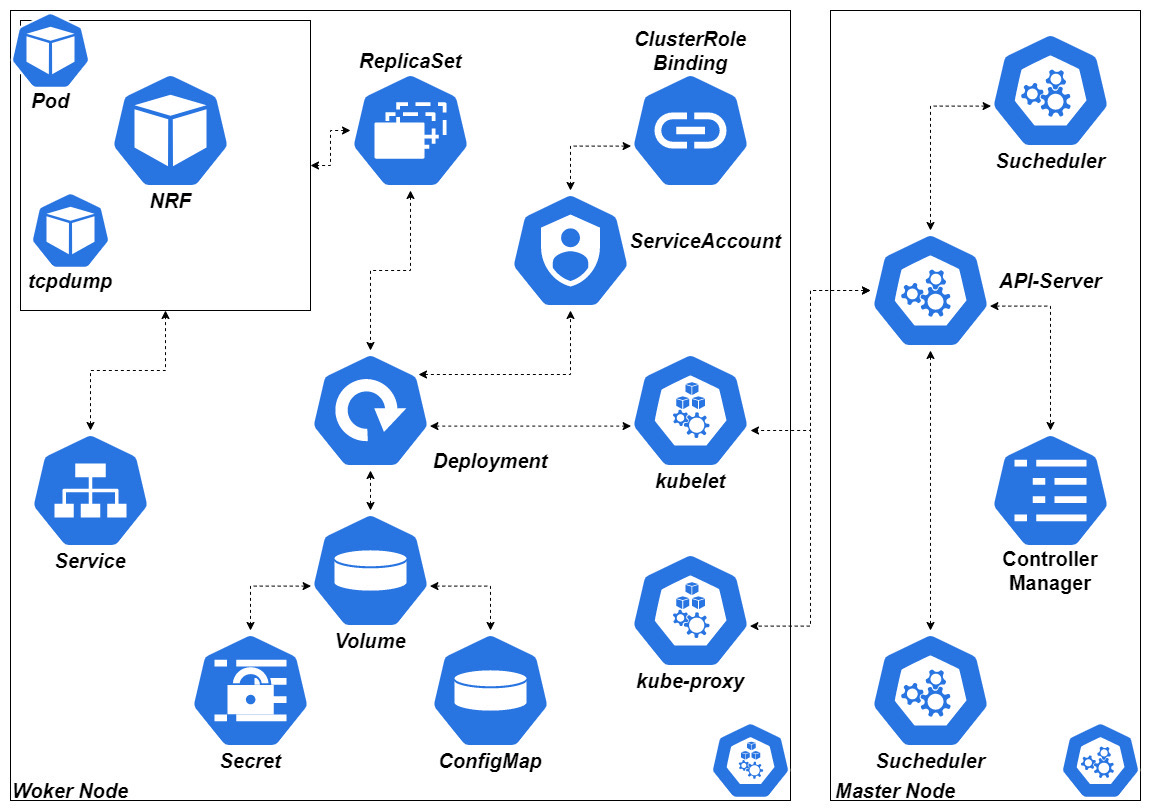 Pod
NRF
tcpdump
ReplicaSet
ClusterRole
Binding
ServiceAccount
Deployment
kubelet
Service
Volume
kube-proxy
Secret
ConfigMap
Woker Node
Sucheduler
API-Server
Controller
Manager
Sucheduler
Master Node